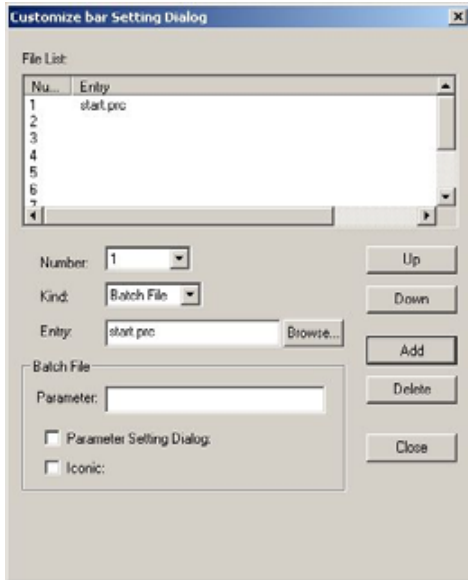 Customize bar Setting Dialog
File List:
Nu... Entry
1 start.prc
2
3
4
5
6
7
Number: 1
Up
Kind: Batch File
Down
Entry: start.prc Browse...
Add
Batch File
Delete
Parameter:
Parameter Setting Dialog:
Close
Iconic: